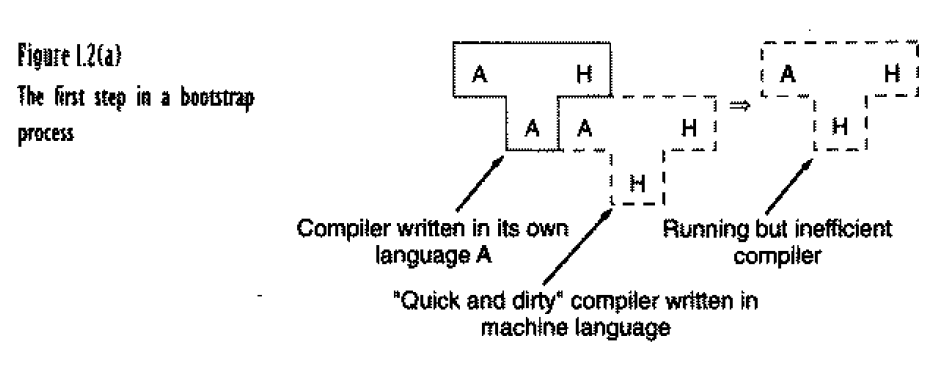 Figure 1.2(a)
The first step in a bootstrap
process
A H
A
A H
H
⇒
A H
H
Compiler written in its own
language A
Running but inefficient
compiler
"Quick and dirty" compiler written in
machine language